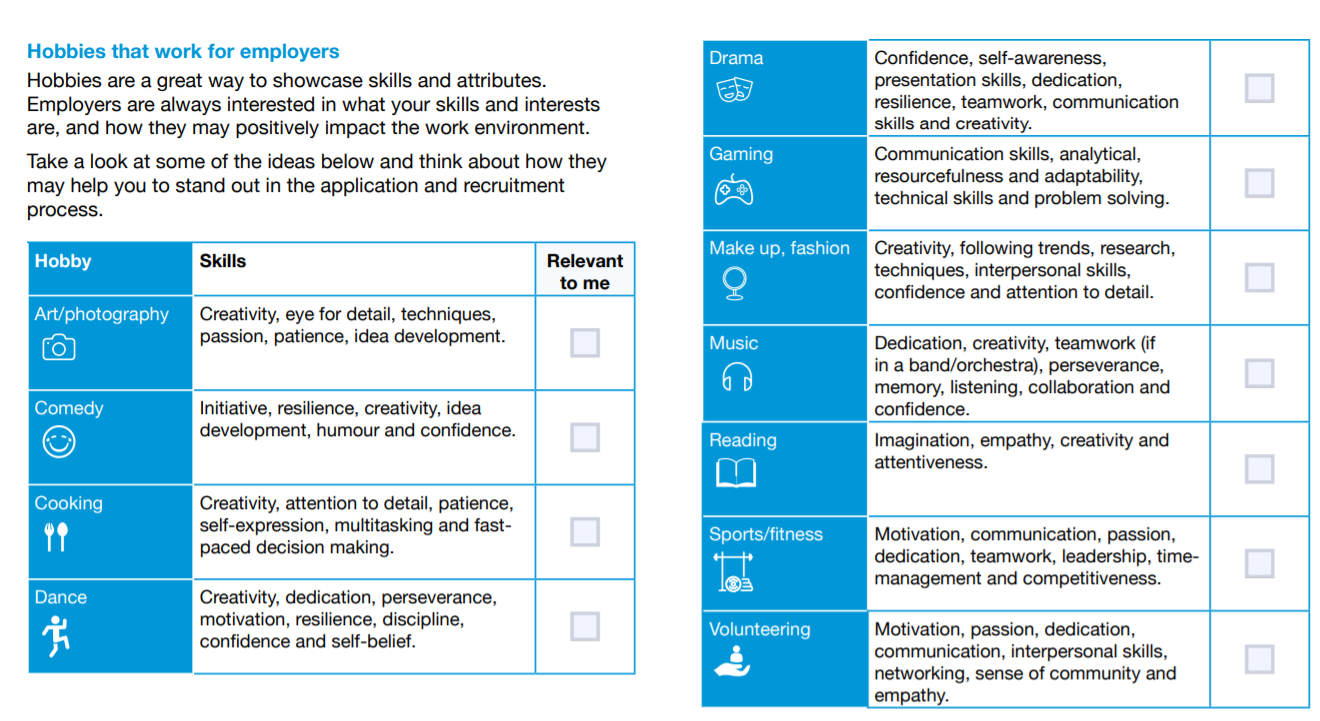 Hobbies that work for employers
Hobbies are a great way to showcase skills and attributes.
Employers are always interested in what your skills and interests
are, and how they may positively impact the work environment.
Take a look at some of the ideas below and think about how they
may help you to stand out in the application and recruitment
process.
Hobby
Skills
Relevant
to me
Art/photography
Creativity, eye for detail, techniques,
passion, patience, idea development.
Comedy
Initiative, resilience, creativity, idea
development, humour and confidence.
Cooking
Creativity, attention to detail, patience,
self-expression, multitasking and fast-
paced decision making.
Dance
Creativity, dedication, perseverance,
motivation, resilience, discipline,
confidence and self-belief.
Drama
Confidence, self-awareness,
presentation skills, dedication,
resilience, teamwork, communication
skills and creativity.
Gaming
Communication skills, analytical,
resourcefulness and adaptability,
technical skills and problem solving.
Make up, fashion
Creativity, following trends, research,
techniques, interpersonal skills,
confidence and attention to detail.
Music
Dedication, creativity, teamwork (if
in a band/orchestra), perseverance,
memory, listening, collaboration and
confidence.
Reading
Imagination, empathy, creativity and
attentiveness.
Sports/fitness
Motivation, communication, passion,
dedication, teamwork, leadership, time-
management and competitiveness.
Volunteering
Motivation, passion, dedication,
communication, interpersonal skills,
networking, sense of community and
empathy.